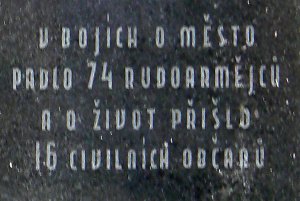 V BOJÍCH O MĚSTO
PADLO 74 RUDOARMĚJCŮ
A O ŽIVOT PŘIŠLO
16 CIVILNÍCH OBČANŮ